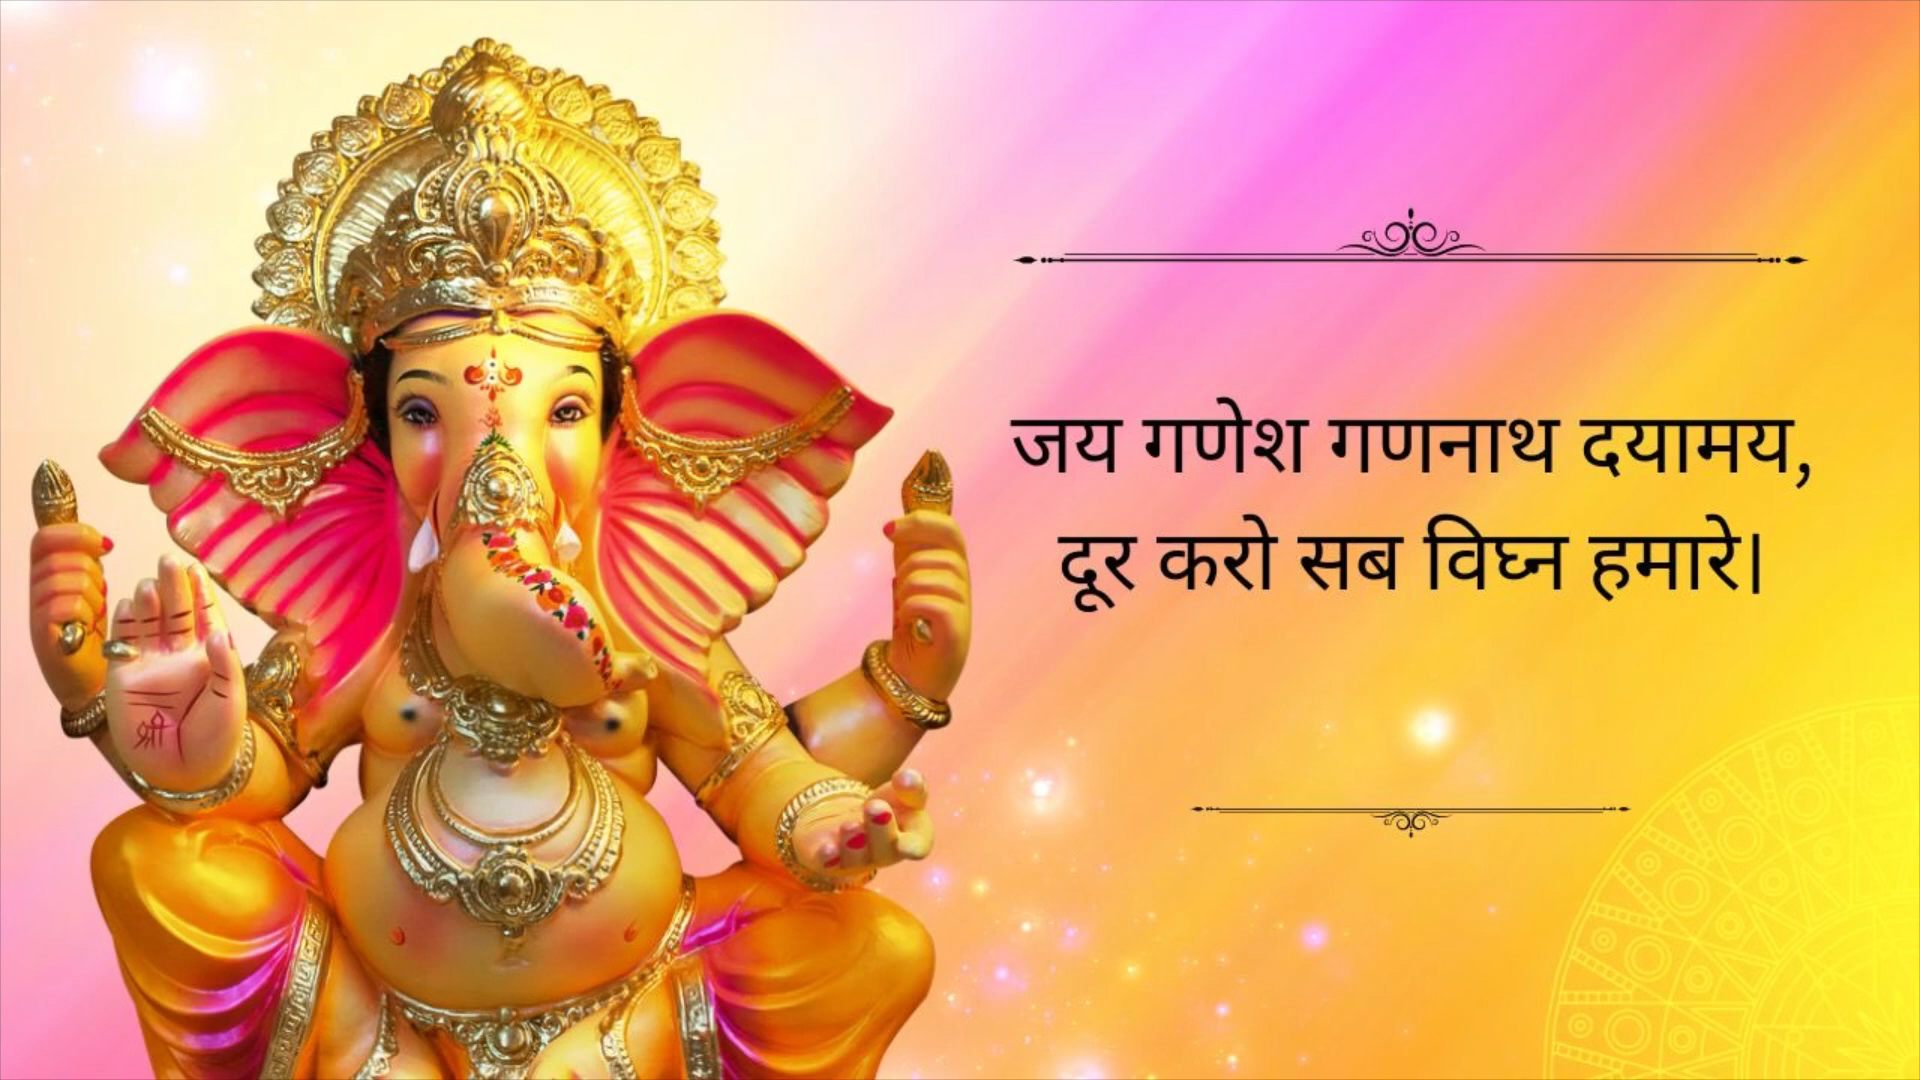 जय गणेश गणनाथ दयामय,
दूर करो सब विघ्न हमारे।
श्री